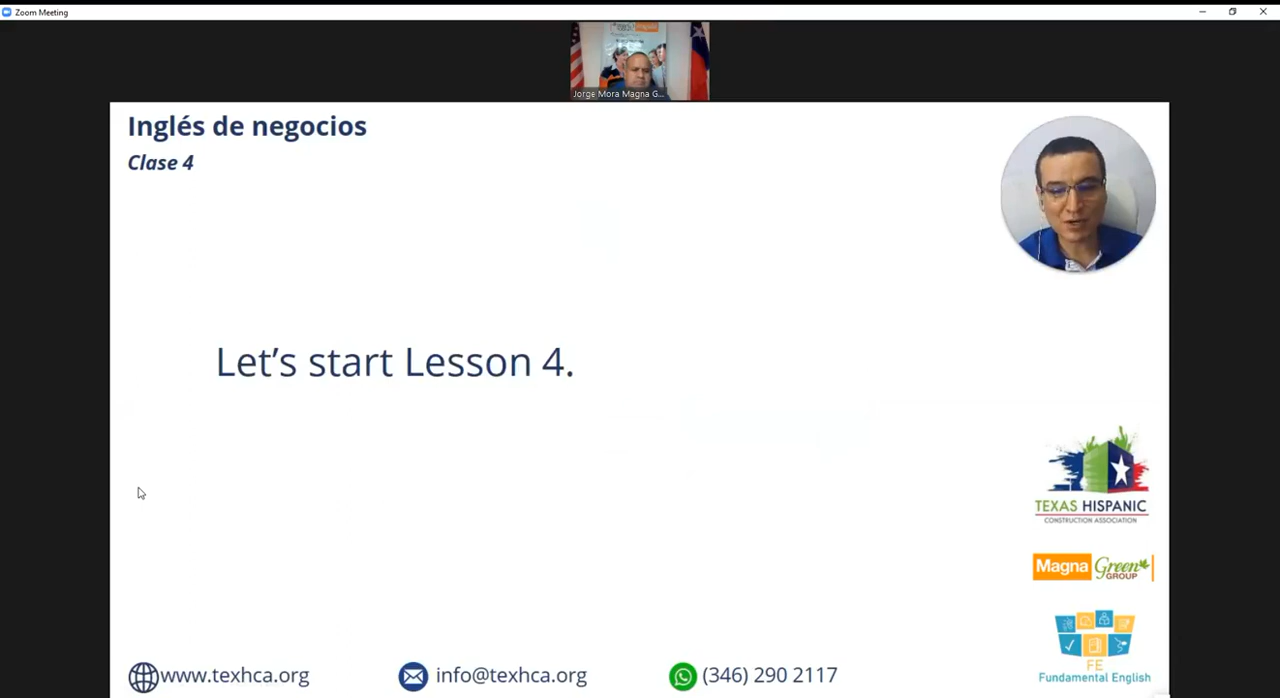 Zoom Meeting
Jorge Mora Magna G...
Inglés de negocios
Clase 4
Let's start Lesson 4.
TEXAS HISPANIC
CONSTRUCTION ASSOCIATION
Magna Green
GROUP
FE
Fundamental English
www.texhca.org
info@texhca.org
(346) 290 2117